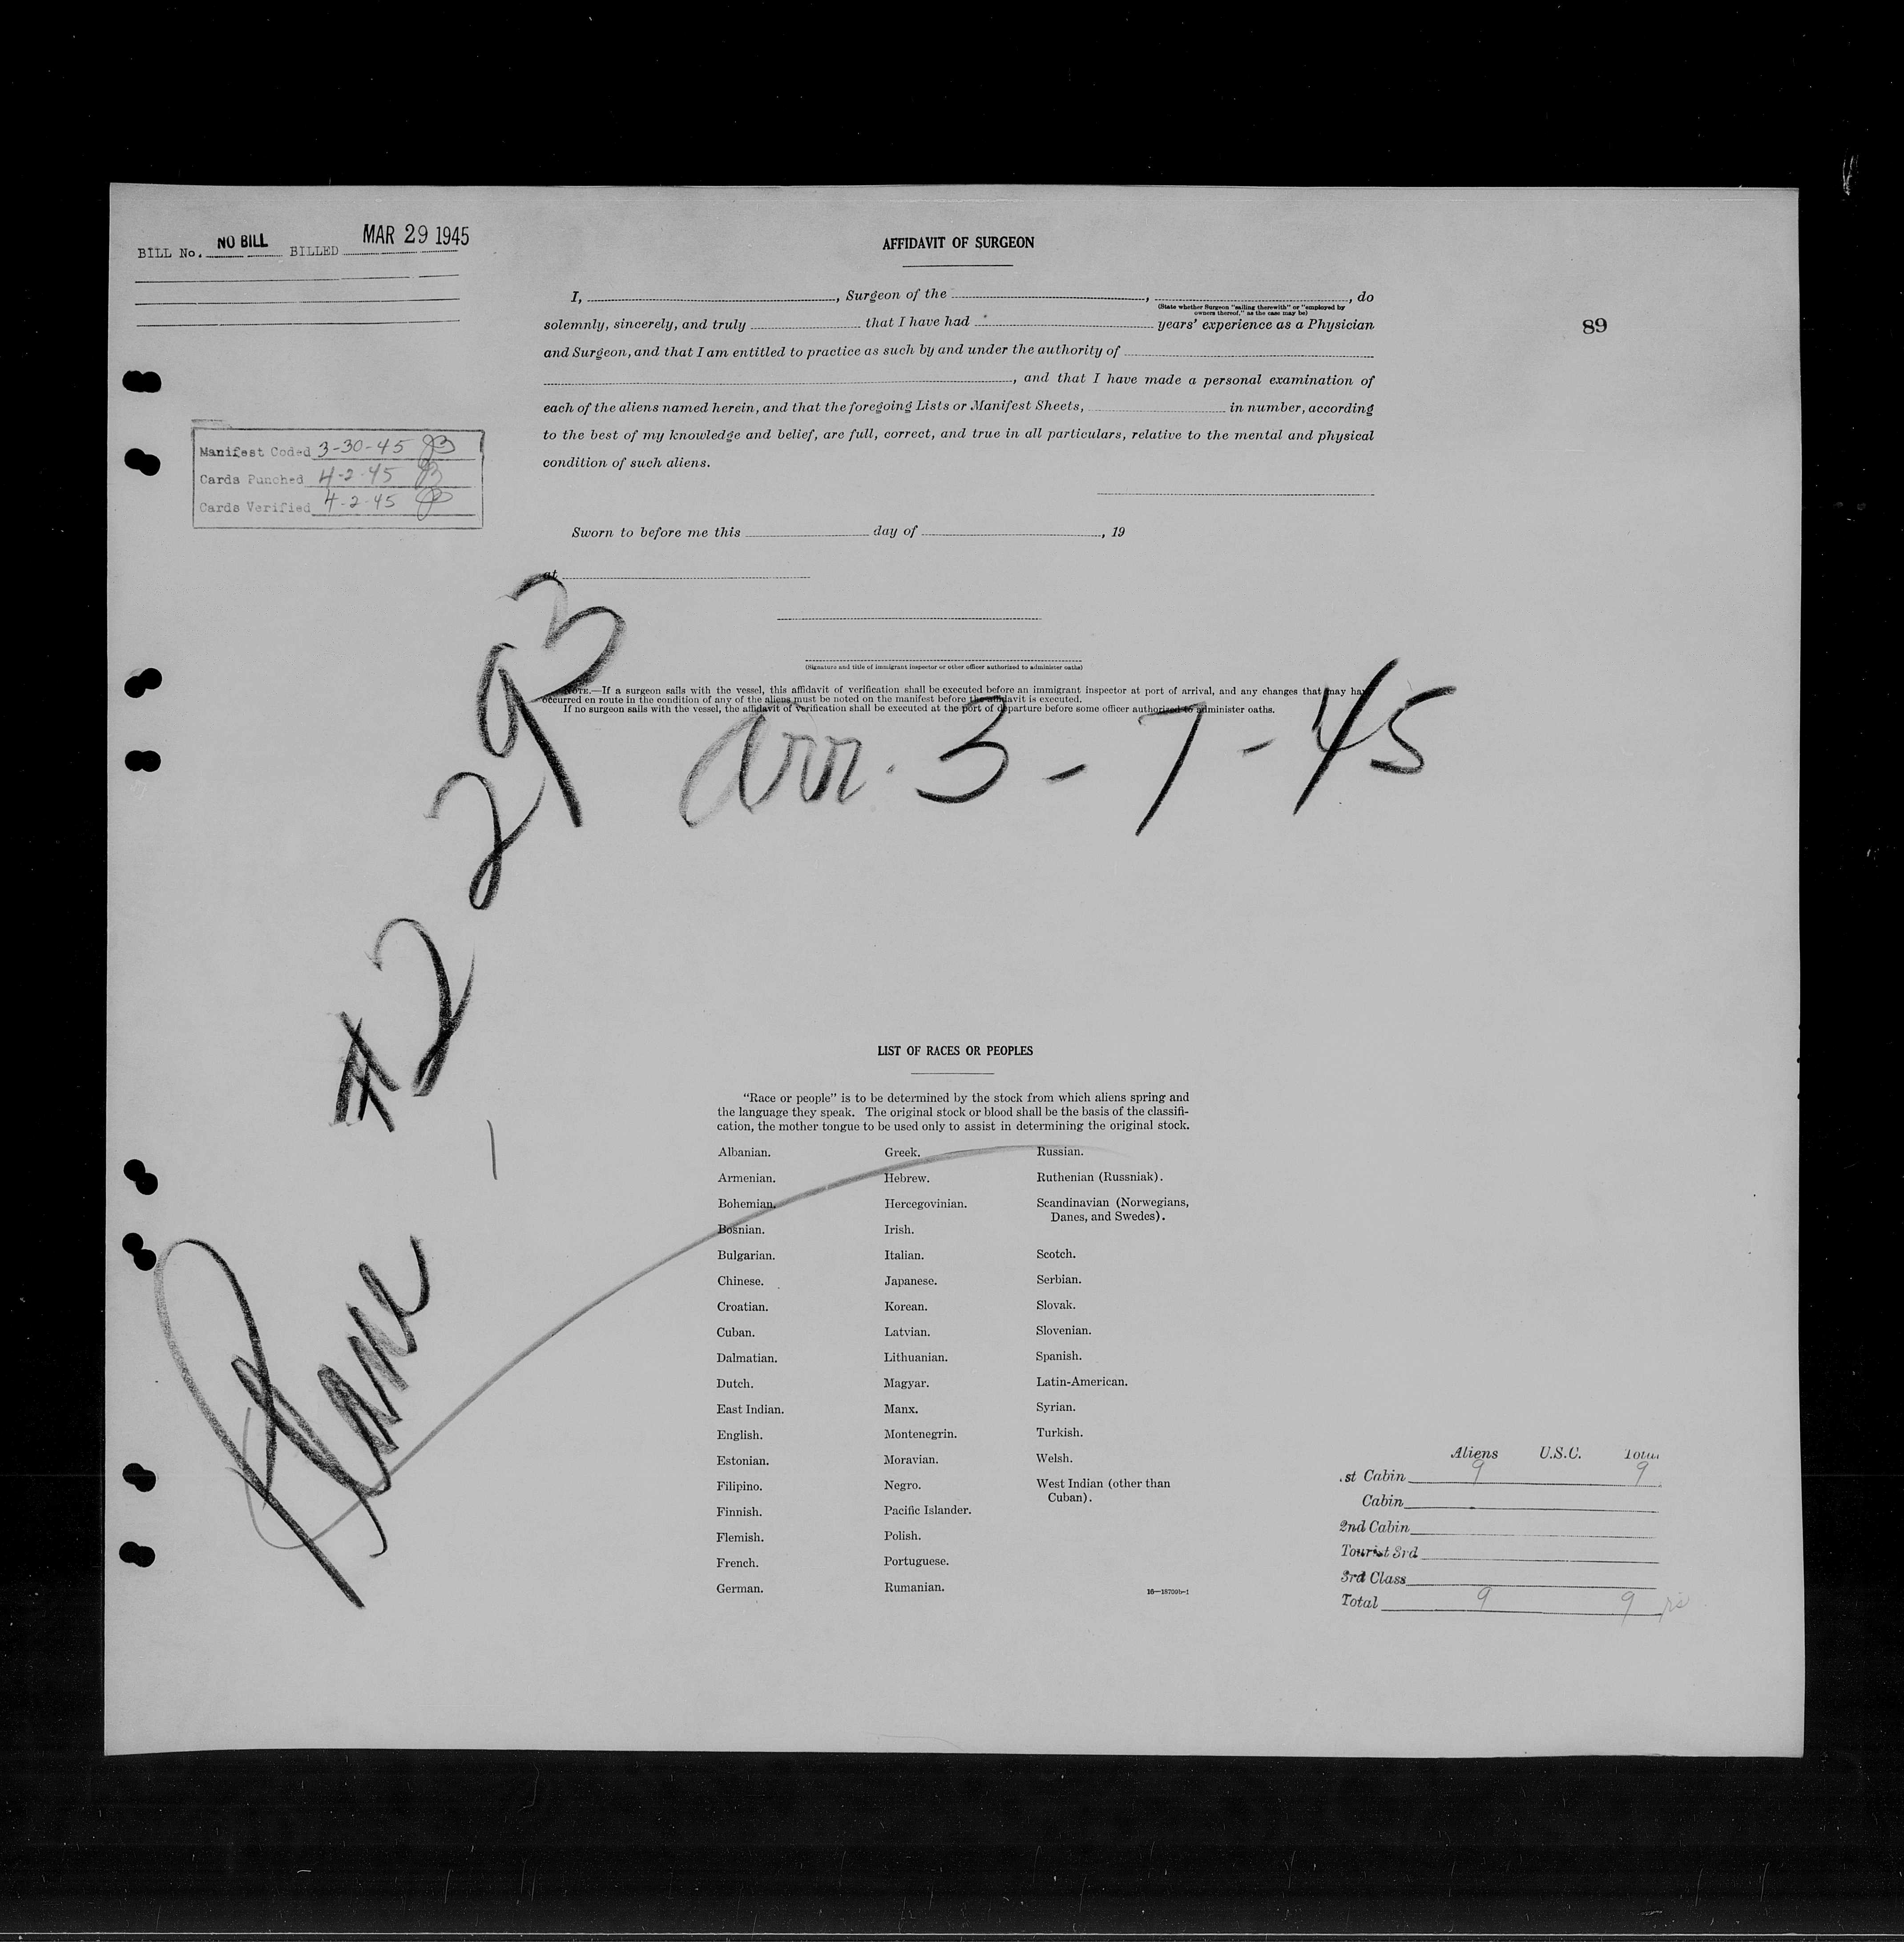 BILL No. NO BILL BILLED MAR 29 1945
AFFIDAVIT OF SURGEON
89
I, , Surgeon of the , , do
(State whether Surgeon "sailing therewith" or "employed by
owners thereof," as the case may be)
solemnly, sincerely, and truly that I have had years' experience as a Physician
and Surgeon, and that I am entitled to practice as such by and under the authority of
, and that I have made a personal examination of
each of the aliens named herein, and that the foregoing Lists or Manifest Sheets, in number, according
to the best of my knowledge and belief, are full, correct, and true in all particulars, relative to the mental and physical
condition of such aliens.
Manifest Coded 3-30-45
Cards Punched 4-2-45
Cards Verified 4-2-45
Sworn to before me this day of , 19
at
(Signature and title of immigrant inspector or other officer authorized to administer oaths)
NOTE.—If a surgeon sails with the vessel, this affidavit of verification shall be executed before an immigrant inspector at port of arrival, and any changes that may have
occurred en route in the condition of any of the aliens must be noted on the manifest before the affidavit is executed.
If no surgeon sails with the vessel, the affidavit of verification shall be executed at the port of departure before some officer authorized to administer oaths.
Plane #2293
arr. 3-7-45
LIST OF RACES OR PEOPLES
"Race or people" is to be determined by the stock from which aliens spring and
the language they speak. The original stock or blood shall be the basis of the classifi-
cation, the mother tongue to be used only to assist in determining the original stock.
Albanian.
Armenian.
Bohemian.
Bosnian.
Bulgarian.
Chinese.
Croatian.
Cuban.
Dalmatian.
Dutch.
East Indian.
English.
Estonian.
Filipino.
Finnish.
Flemish.
French.
German.
Greek.
Hebrew.
Hercegovinian.
Irish.
Italian.
Japanese.
Korean.
Latvian.
Lithuanian.
Magyar.
Manx.
Montenegrin.
Moravian.
Negro.
Pacific Islander.
Polish.
Portuguese.
Rumanian.
Russian.
Ruthenian (Russniak).
Scandinavian (Norwegians,
Danes, and Swedes).
Scotch.
Serbian.
Slovak.
Slovenian.
Spanish.
Latin-American.
Syrian.
Turkish.
Welsh.
West Indian (other than
Cuban).
16—18709b-1
Aliens U.S.C. Total
st Cabin 9 9
Cabin
2nd Cabin
Tourist 3rd
3rd Class
Total 9 9